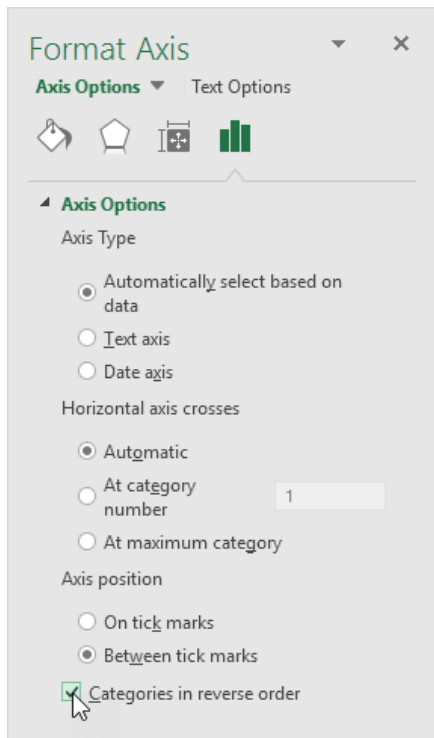 Format Axis
Axis Options Text Options
Axis Options
Axis Type
Automatically select based on
data
Text axis
Date axis
Horizontal axis crosses
Automatic
At category
number
1
At maximum category
Axis position
On tick marks
Between tick marks
Categories in reverse order